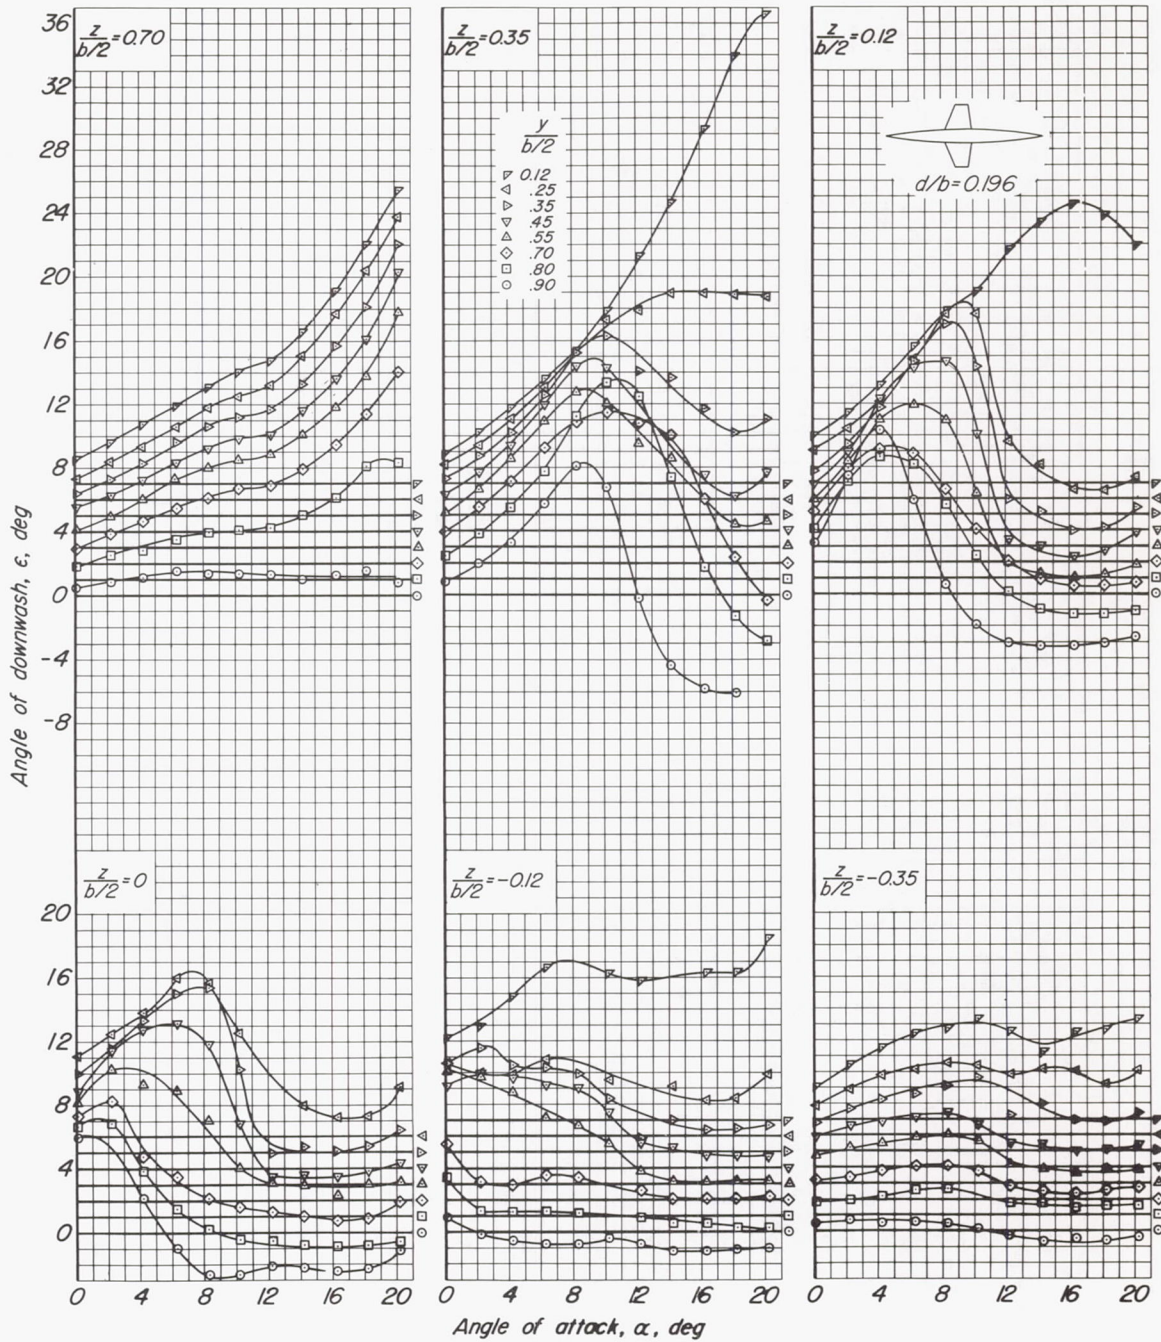 z/b/2 = 0.70
z/b/2 = 0.35
z/b/2 = 0.12
36
32
28
24
20
16
12
8
4
0
-4
-8
y
b/2
0.12
.25
.35
.45
.55
.70
.80
.90
d/b=0.196
Angle of downwash, ε, deg
z/b/2 = 0
z/b/2 = -0.12
z/b/2 = -0.35
20
16
12
8
4
0
0 4 8 12 16 20
0 4 8 12 16 20
0 4 8 12 16 20
Angle of attack, α, deg